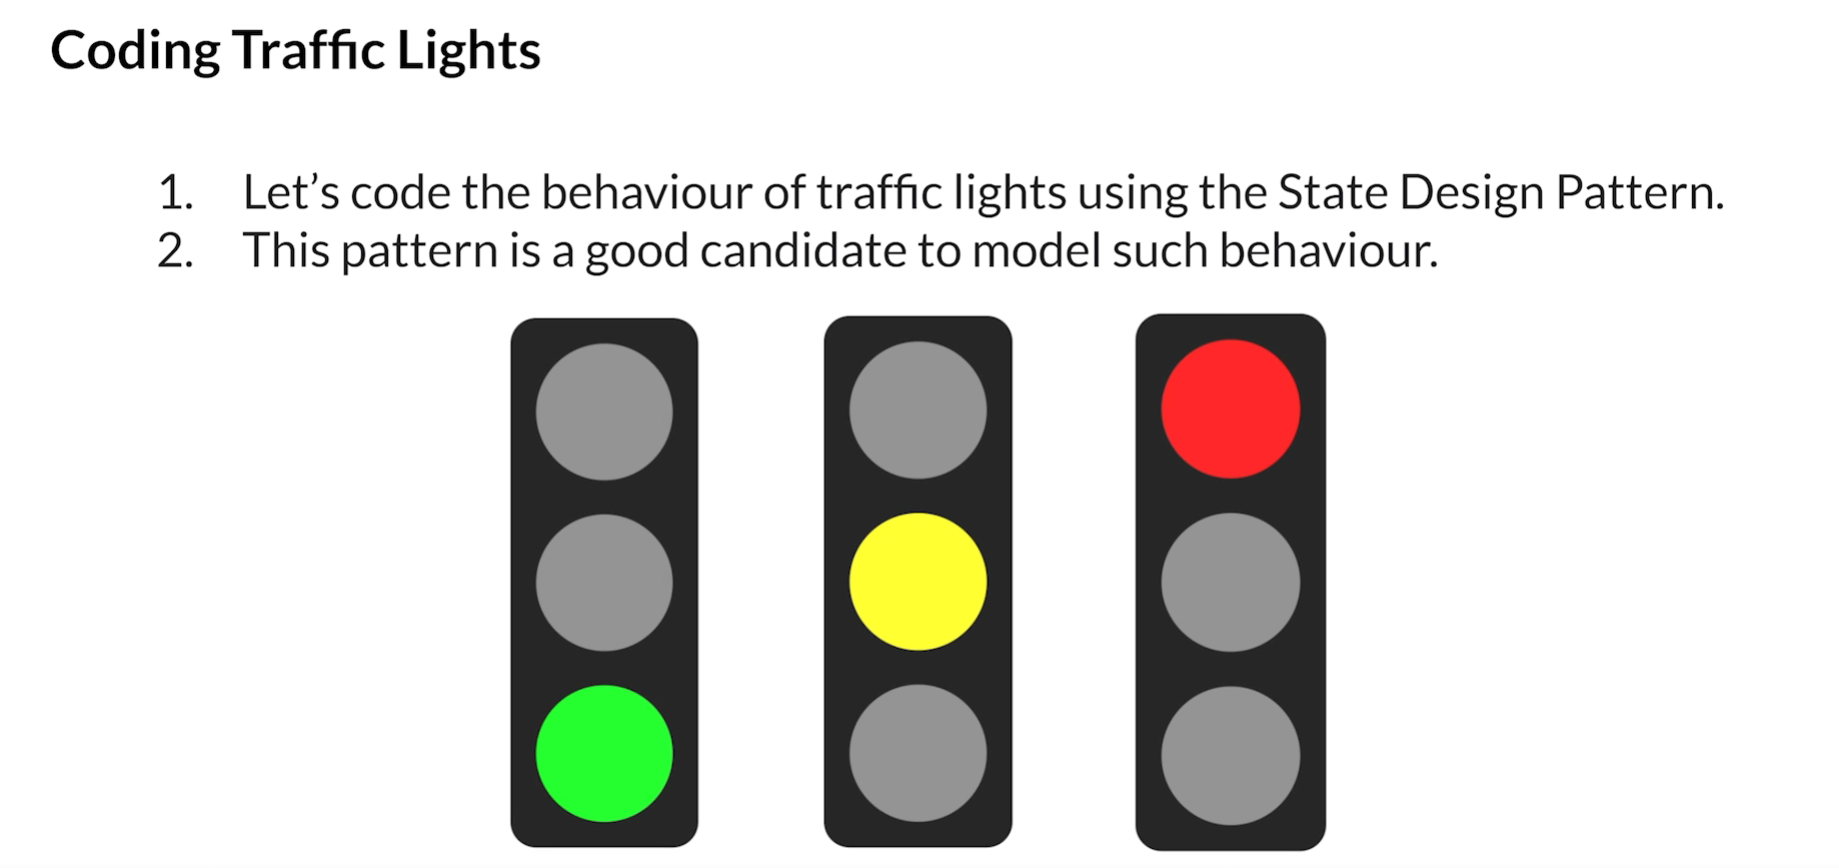 Coding Traffic Lights
1. Let’s code the behaviour of traffic lights using the State Design Pattern.
2. This pattern is a good candidate to model such behaviour.